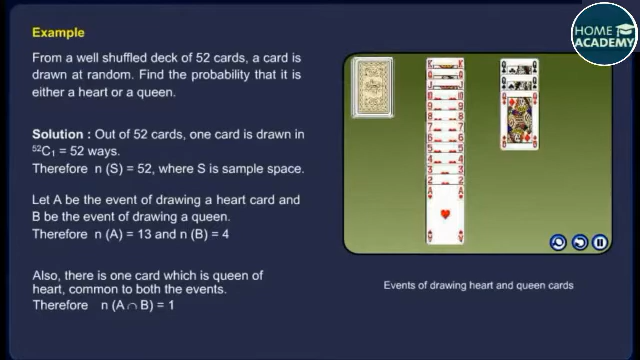 HOME
ACADEMY
Example
From a well shuffled deck of 52 cards, a card is
drawn at random. Find the probability that it is
either a heart or a queen.
Solution : Out of 52 cards, one card is drawn in
⁵²C₁ = 52 ways.
Therefore n (S) = 52, where S is sample space.
Let A be the event of drawing a heart card and
B be the event of drawing a queen.
Therefore n (A) = 13 and n (B) = 4
Also, there is one card which is queen of
heart, common to both the events.
Therefore n (A ∩ B) = 1
Events of drawing heart and queen cards